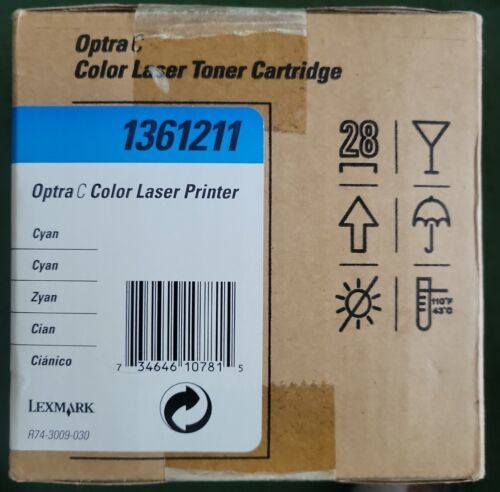 Optra C
Color Laser Toner Cartridge
1361211
Optra C Color Laser Printer
Cyan
Cyan
Zyan
Cian
Ciánico
7 34646 10781 5
LEXMARK
R74-3009-030
28
110°F
43°C